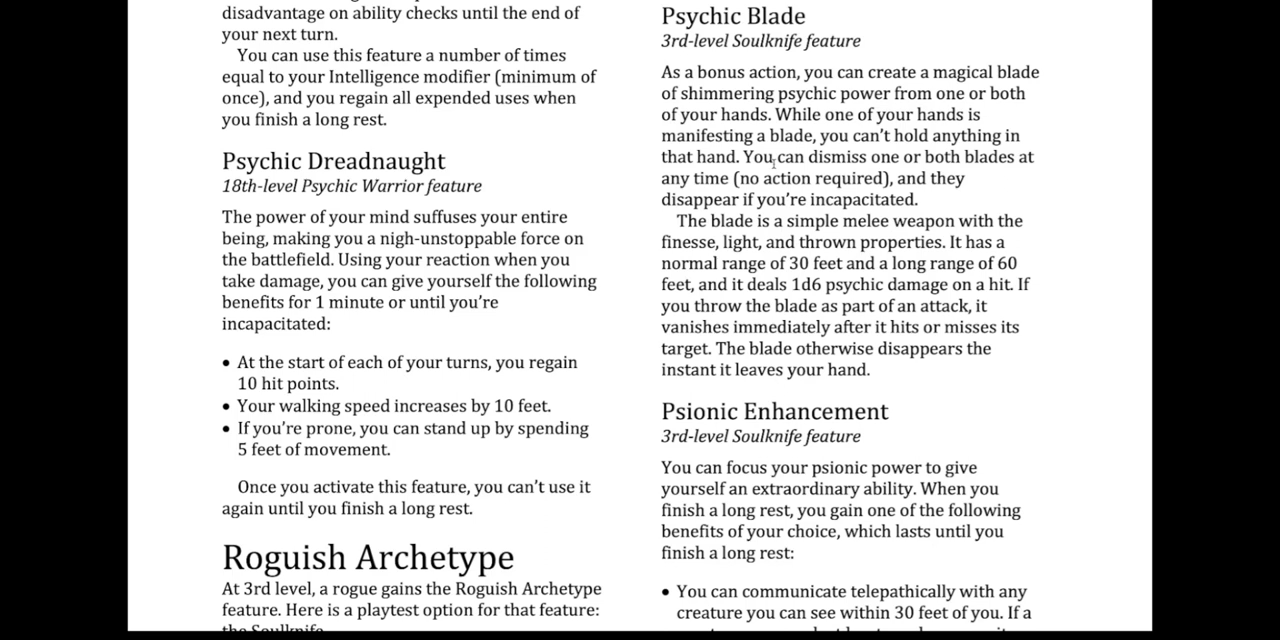 disadvantage on ability checks until the end of
your next turn.
You can use this feature a number of times
equal to your Intelligence modifier (minimum of
once), and you regain all expended uses when
you finish a long rest.
Psychic Dreadnaught
18th-level Psychic Warrior feature
The power of your mind suffuses your entire
being, making you a nigh-unstoppable force on
the battlefield. Using your reaction when you
take damage, you can give yourself the following
benefits for 1 minute or until you’re
incapacitated:
• At the start of each of your turns, you regain
10 hit points.
• Your walking speed increases by 10 feet.
• If you’re prone, you can stand up by spending
5 feet of movement.
Once you activate this feature, you can’t use it
again until you finish a long rest.
Roguish Archetype
At 3rd level, a rogue gains the Roguish Archetype
feature. Here is a playtest option for that feature:
the Soulknife.
Psychic Blade
3rd-level Soulknife feature
As a bonus action, you can create a magical blade
of shimmering psychic power from one or both
of your hands. While one of your hands is
manifesting a blade, you can’t hold anything in
that hand. You can dismiss one or both blades at
any time (no action required), and they
disappear if you’re incapacitated.
The blade is a simple melee weapon with the
finesse, light, and thrown properties. It has a
normal range of 30 feet and a long range of 60
feet, and it deals 1d6 psychic damage on a hit. If
you throw the blade as part of an attack, it
vanishes immediately after it hits or misses its
target. The blade otherwise disappears the
instant it leaves your hand.
Psionic Enhancement
3rd-level Soulknife feature
You can focus your psionic power to give
yourself an extraordinary ability. When you
finish a long rest, you gain one of the following
benefits of your choice, which lasts until you
finish a long rest:
• You can communicate telepathically with any
creature you can see within 30 feet of you. If a